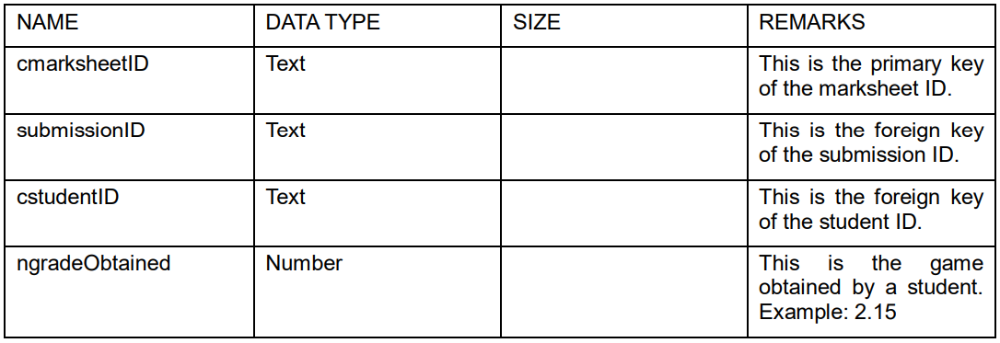 NAME DATA TYPE SIZE REMARKS
cmarksheetID Text This is the primary key
of the marksheet ID.
submissionID Text This is the foreign key
of the submission ID.
cstudentID Text This is the foreign key
of the student ID.
ngradeObtained Number This is the game
obtained by a student.
Example: 2.15